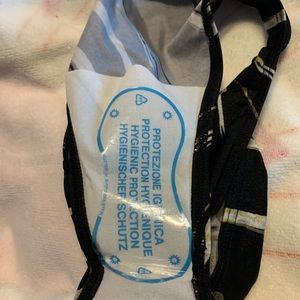 PROTEZIONE IGIENICA
PROTECTION HYGIENIQUE
HYGIENIC PROTECTION
HYGIENISCHER SCHUTZ